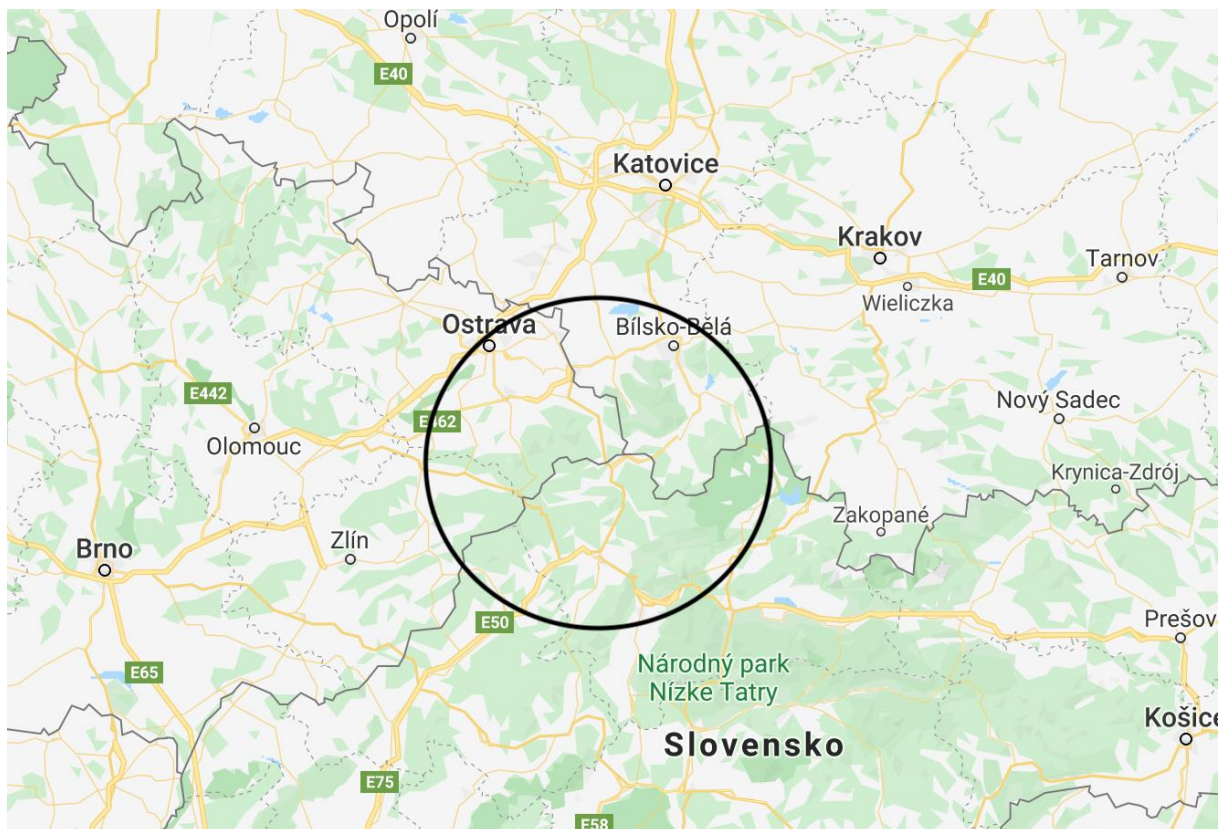 Opolí
E40
Katovice
Krakov
E40
Tarnov
Wieliczka
Ostrava
Bílsko-Bělá
E442
E462
Olomouc
Nový Sadec
Krynica-Zdrój
Zakopané
Zlín
Brno
E50
Prešov
E65
Národný park
Nízke Tatry
Košice
Slovensko
E75
E58